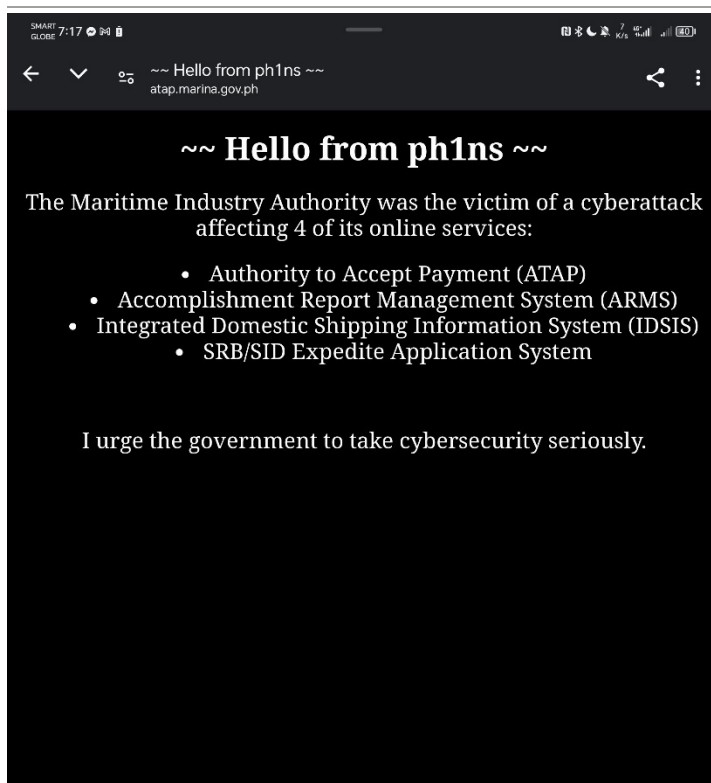 SMART
GLOBE 7:17
7
K/s
4G+
40
~~ Hello from ph1ns ~~
atap.marina.gov.ph
~~ Hello from ph1ns ~~
The Maritime Industry Authority was the victim of a cyberattack
affecting 4 of its online services:
• Authority to Accept Payment (ATAP)
• Accomplishment Report Management System (ARMS)
• Integrated Domestic Shipping Information System (IDSIS)
• SRB/SID Expedite Application System
I urge the government to take cybersecurity seriously.